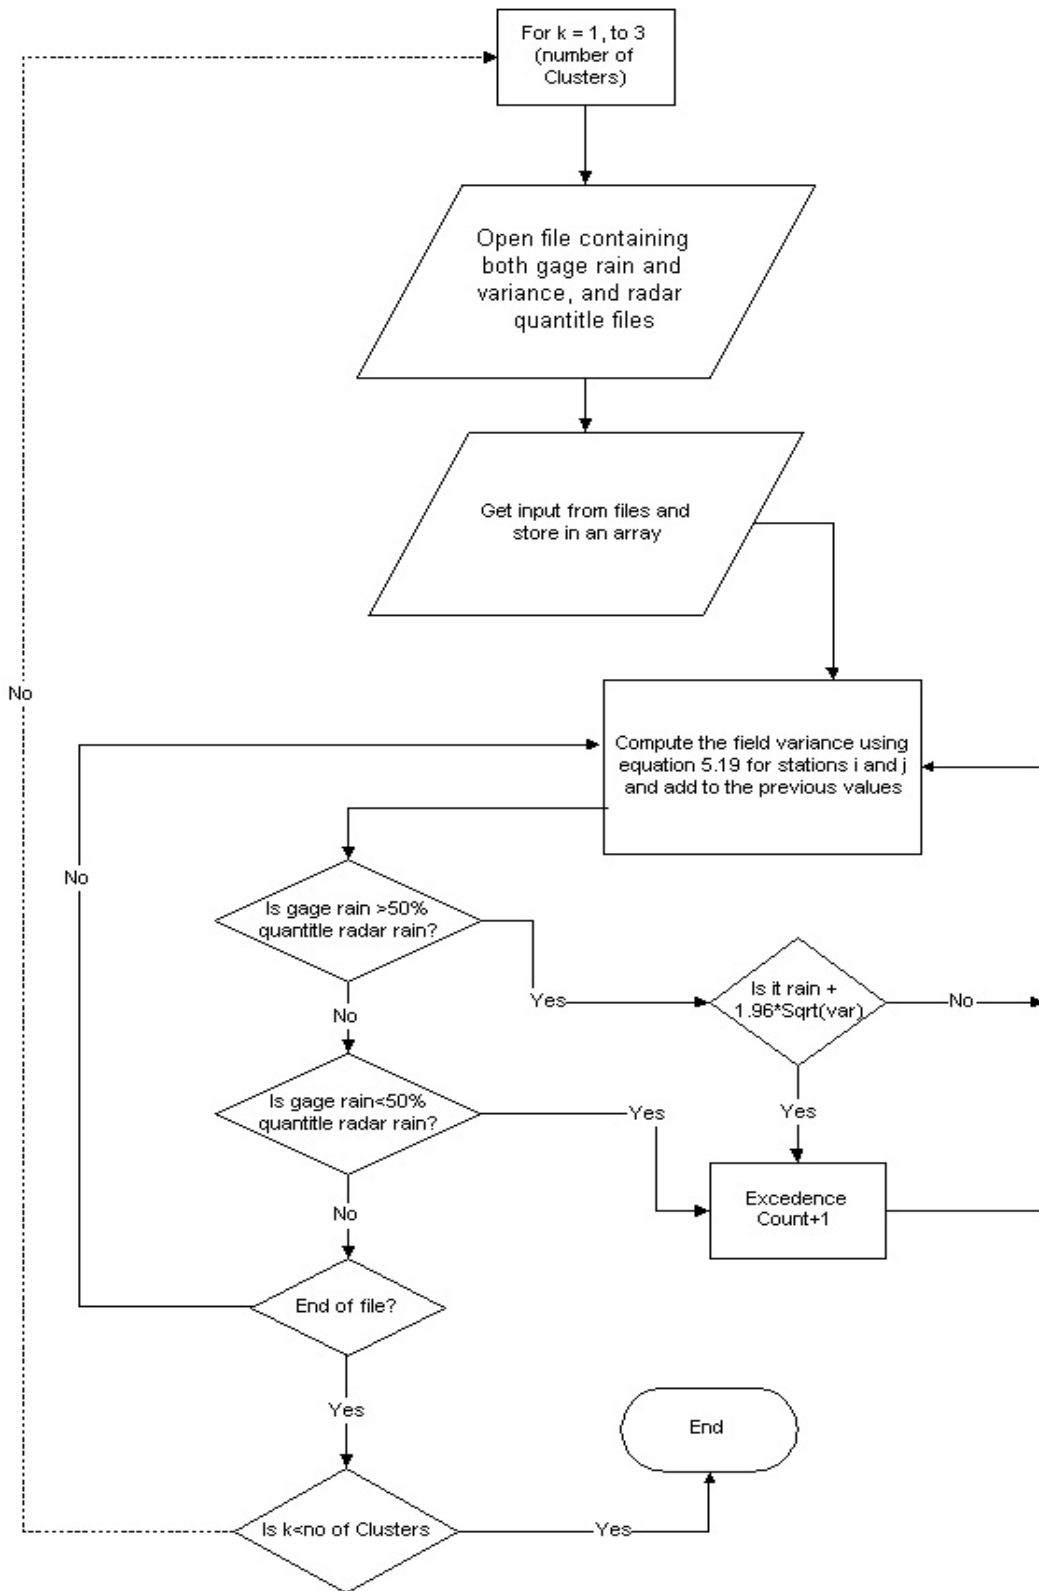 For k = 1, to 3
(number of
Clusters)
Open file containing
both gage rain and
variance, and radar
quantitle files
Get input from files and
store in an array
No
Compute the field variance using
equation 5.19 for stations i and j
and add to the previous values
No
Is gage rain >50%
quantitle radar rain?
Yes
Is it rain +
1.96*Sqrt(var)
No
No
Yes
Is gage rain<50%
quantitle radar rain?
Yes
Excedence
Count+1
No
End of file?
Yes
End
Is k<no of Clusters
Yes